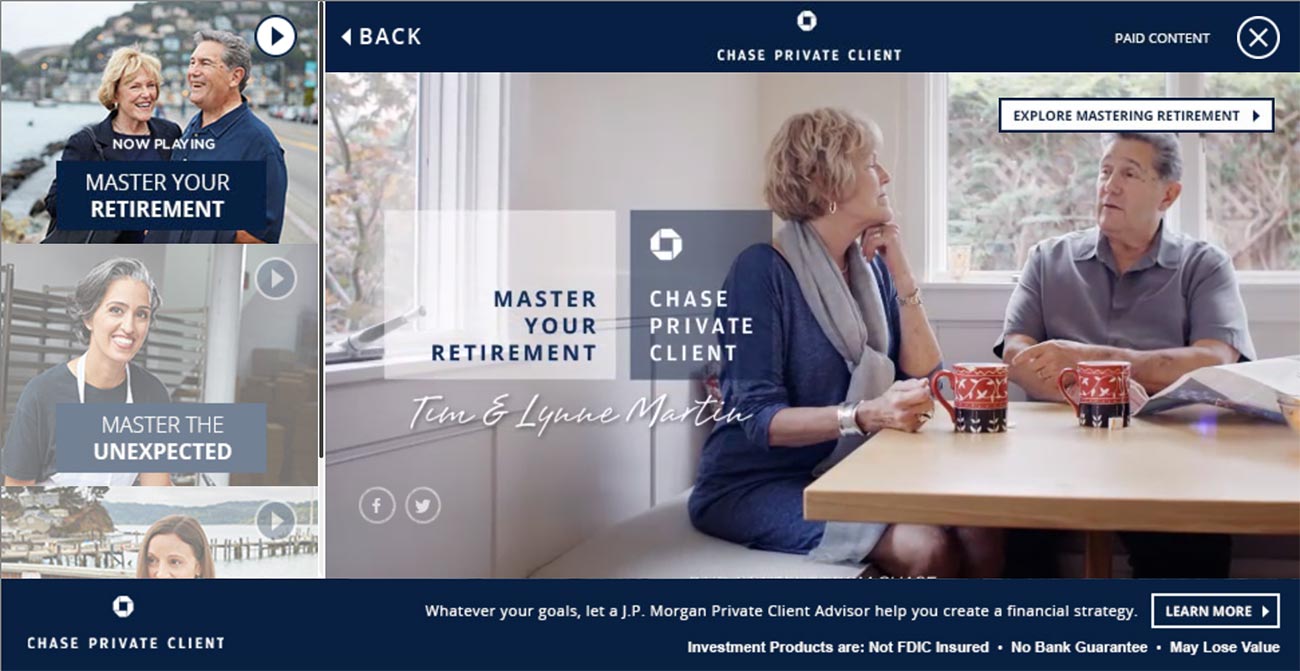 NOW PLAYING
MASTER YOUR
RETIREMENT
MASTER THE
UNEXPECTED
BACK
CHASE PRIVATE CLIENT
PAID CONTENT
EXPLORE MASTERING RETIREMENT
MASTER
YOUR
RETIREMENT
CHASE
PRIVATE
CLIENT
Tim & Lynne Martin
CHASE PRIVATE CLIENT
Whatever your goals, let a J.P. Morgan Private Client Advisor help you create a financial strategy.
LEARN MORE
Investment Products are: Not FDIC Insured • No Bank Guarantee • May Lose Value